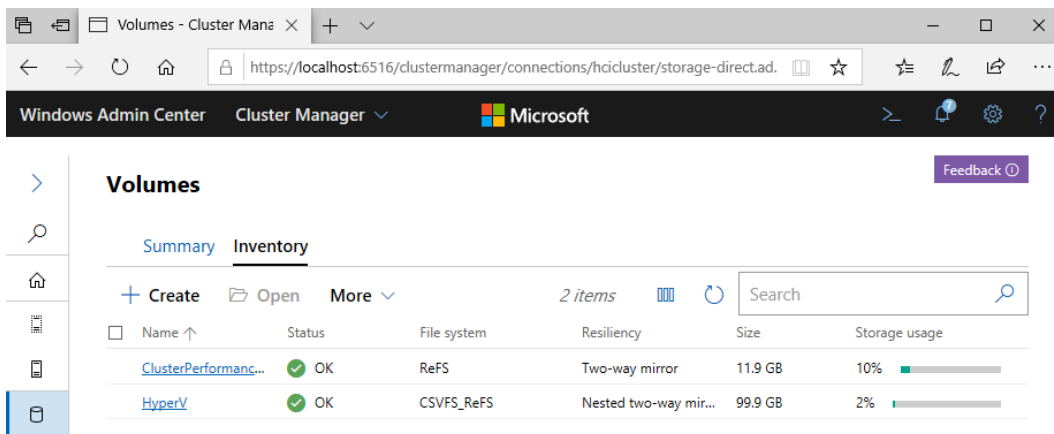 Volumes - Cluster Mana
https://localhost:6516/clustermanager/connections/hcicluster/storage-direct.ad.
Windows Admin Center Cluster Manager Microsoft 7
Feedback
Volumes
Summary Inventory
Create Open More 2 items Search
Name Status File system Resiliency Size Storage usage
ClusterPerformanc... OK ReFS Two-way mirror 11.9 GB 10%
HyperV OK CSVFS_ReFS Nested two-way mir... 99.9 GB 2%